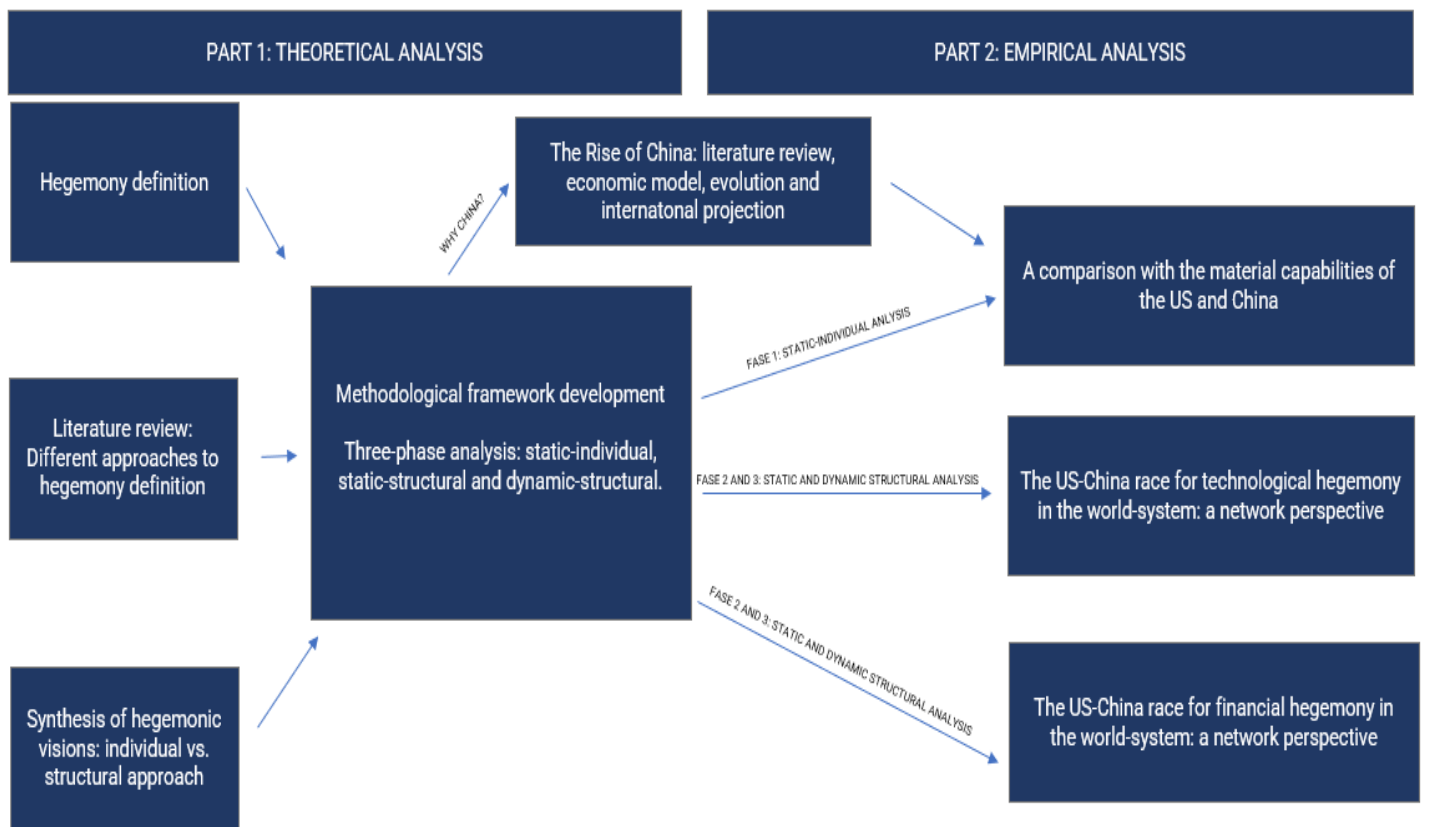 PART 1: THEORETICAL ANALYSIS
PART 2: EMPIRICAL ANALYSIS
Hegemony definition
Literature review:
Different approaches to
hegemony definition
Synthesis of hegemonic
visions: individual vs.
structural approach
Methodological framework development
Three-phase analysis: static-individual,
static-structural and dynamic-structural.
WHY CHINA?
The Rise of China: literature review,
economic model, evolution and
internatonal projection
FASE 1: STATIC-INDIVIDUAL ANLYSIS
A comparison with the material capabilities of
the US and China
FASE 2 AND 3: STATIC AND DYNAMIC STRUCTURAL ANALYSIS
The US-China race for technological hegemony
in the world-system: a network perspective
FASE 2 AND 3: STATIC AND DYNAMIC STRUCTURAL ANALYSIS
The US-China race for financial hegemony in
the world-system: a network perspective